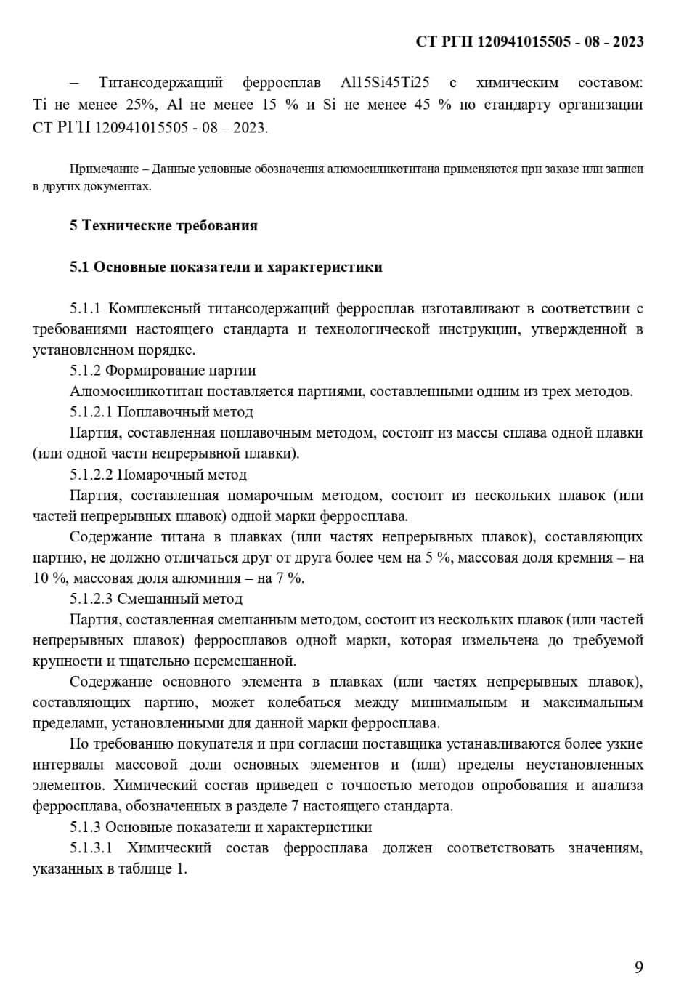 СТ РГП 120941015505 - 08 - 2023
– Титансодержащий ферросплав Al15Si45Ti25 с химическим составом:
Ti не менее 25%, Al не менее 15 % и Si не менее 45 % по стандарту организации
СТ РГП 120941015505 - 08 – 2023.
Примечание – Данные условные обозначения алюмосиликотитана применяются при заказе или записи
в других документах.
5 Технические требования
5.1 Основные показатели и характеристики
5.1.1 Комплексный титансодержащий ферросплав изготавливают в соответствии с
требованиями настоящего стандарта и технологической инструкции, утвержденной в
установленном порядке.
5.1.2 Формирование партии
Алюмосиликотитан поставляется партиями, составленными одним из трех методов.
5.1.2.1 Поплавочный метод
Партия, составленная поплавочным методом, состоит из массы сплава одной плавки
(или одной части непрерывной плавки).
5.1.2.2 Помарочный метод
Партия, составленная помарочным методом, состоит из нескольких плавок (или
частей непрерывных плавок) одной марки ферросплава.
Содержание титана в плавках (или частях непрерывных плавок), составляющих
партию, не должно отличаться друг от друга более чем на 5 %, массовая доля кремния – на
10 %, массовая доля алюминия – на 7 %.
5.1.2.3 Смешанный метод
Партия, составленная смешанным методом, состоит из нескольких плавок (или частей
непрерывных плавок) ферросплавов одной марки, которая измельчена до требуемой
крупности и тщательно перемешанной.
Содержание основного элемента в плавках (или частях непрерывных плавок),
составляющих партию, может колебаться между минимальным и максимальным
пределами, установленными для данной марки ферросплава.
По требованию покупателя и при согласии поставщика устанавливаются более узкие
интервалы массовой доли основных элементов и (или) пределы неустановленных
элементов. Химический состав приведен с точностью методов опробования и анализа
ферросплава, обозначенных в разделе 7 настоящего стандарта.
5.1.3 Основные показатели и характеристики
5.1.3.1 Химический состав ферросплава должен соответствовать значениям,
указанных в таблице 1.
9